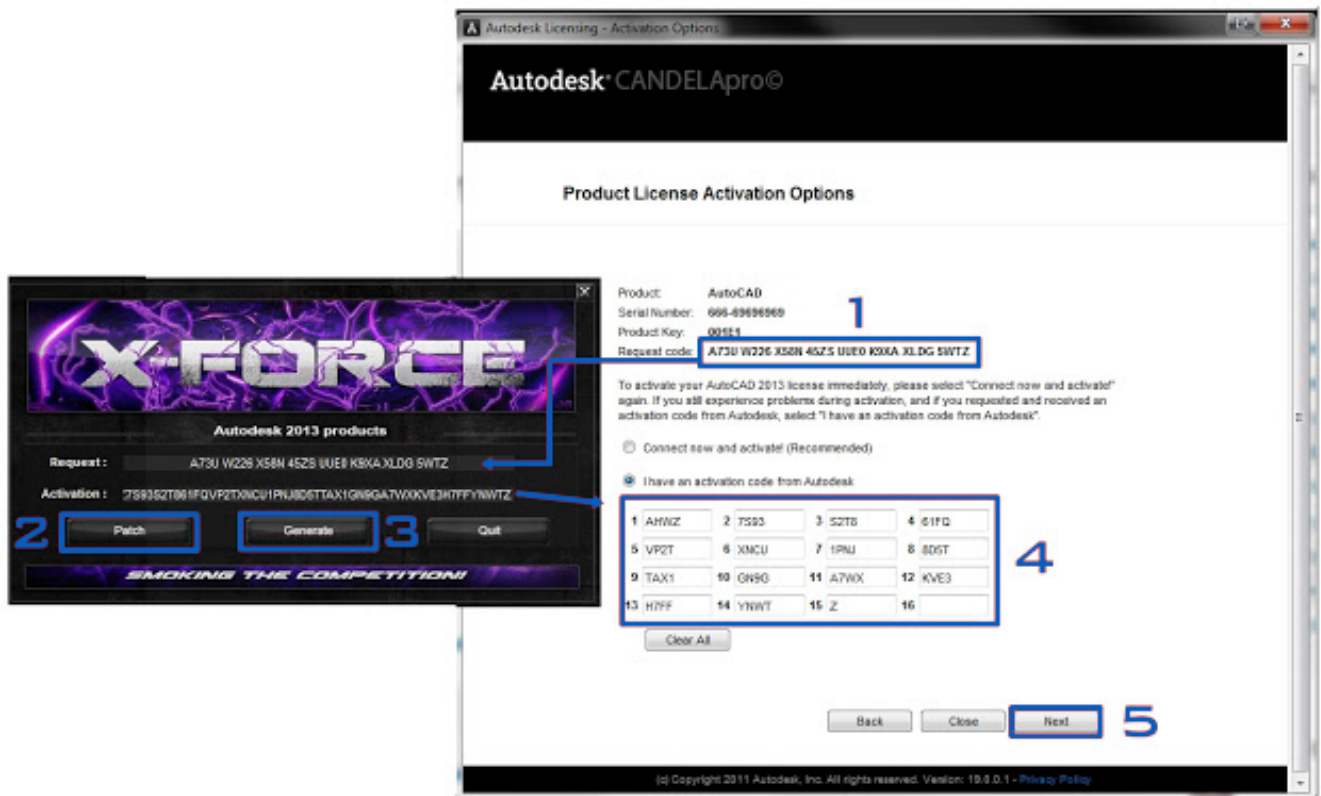 Autodesk Licensing - Activation Options
Autodesk CANDELApro©
Product License Activation Options
Product: AutoCAD
Serial Number: 666-69696969
Product Key: 001E1
1
Request code: A73U W226 X58N 45ZS UUE0 K9XA XLDG 5WTZ
To activate your AutoCAD 2013 license immediately, please select "Connect now and activate!"
again. If you still experience problems during activation, and if you requested and received an
activation code from Autodesk, select "I have an activation code from Autodesk".
Connect now and activate! (Recommended)
I have an activation code from Autodesk
1 AHWZ 2 7S93 3 S2T8 4 61FQ
5 VP2T 6 XNCU 7 1PNJ 8 8DST
9 TAX1 10 GN9G 11 A7WX 12 KVE3
13 H7FF 14 YNWT 15 Z 16
4
Clear All
Back Close Next 5
(c) Copyright 2011 Autodesk, Inc. All rights reserved. Version: 19.0.0.1 - Privacy Policy
X-FORCE
Autodesk 2013 products
Request : A73U W226 X58N 45ZS UUE0 K9XA XLDG 5WTZ
Activation : 7S93S2T861FQVP2TXNCU1PNJ8DSTTAX1GN9GA7WXKVE3H7FFYNWTZ
2 Patch Generate 3 Quit
SMOKING THE COMPETITION!